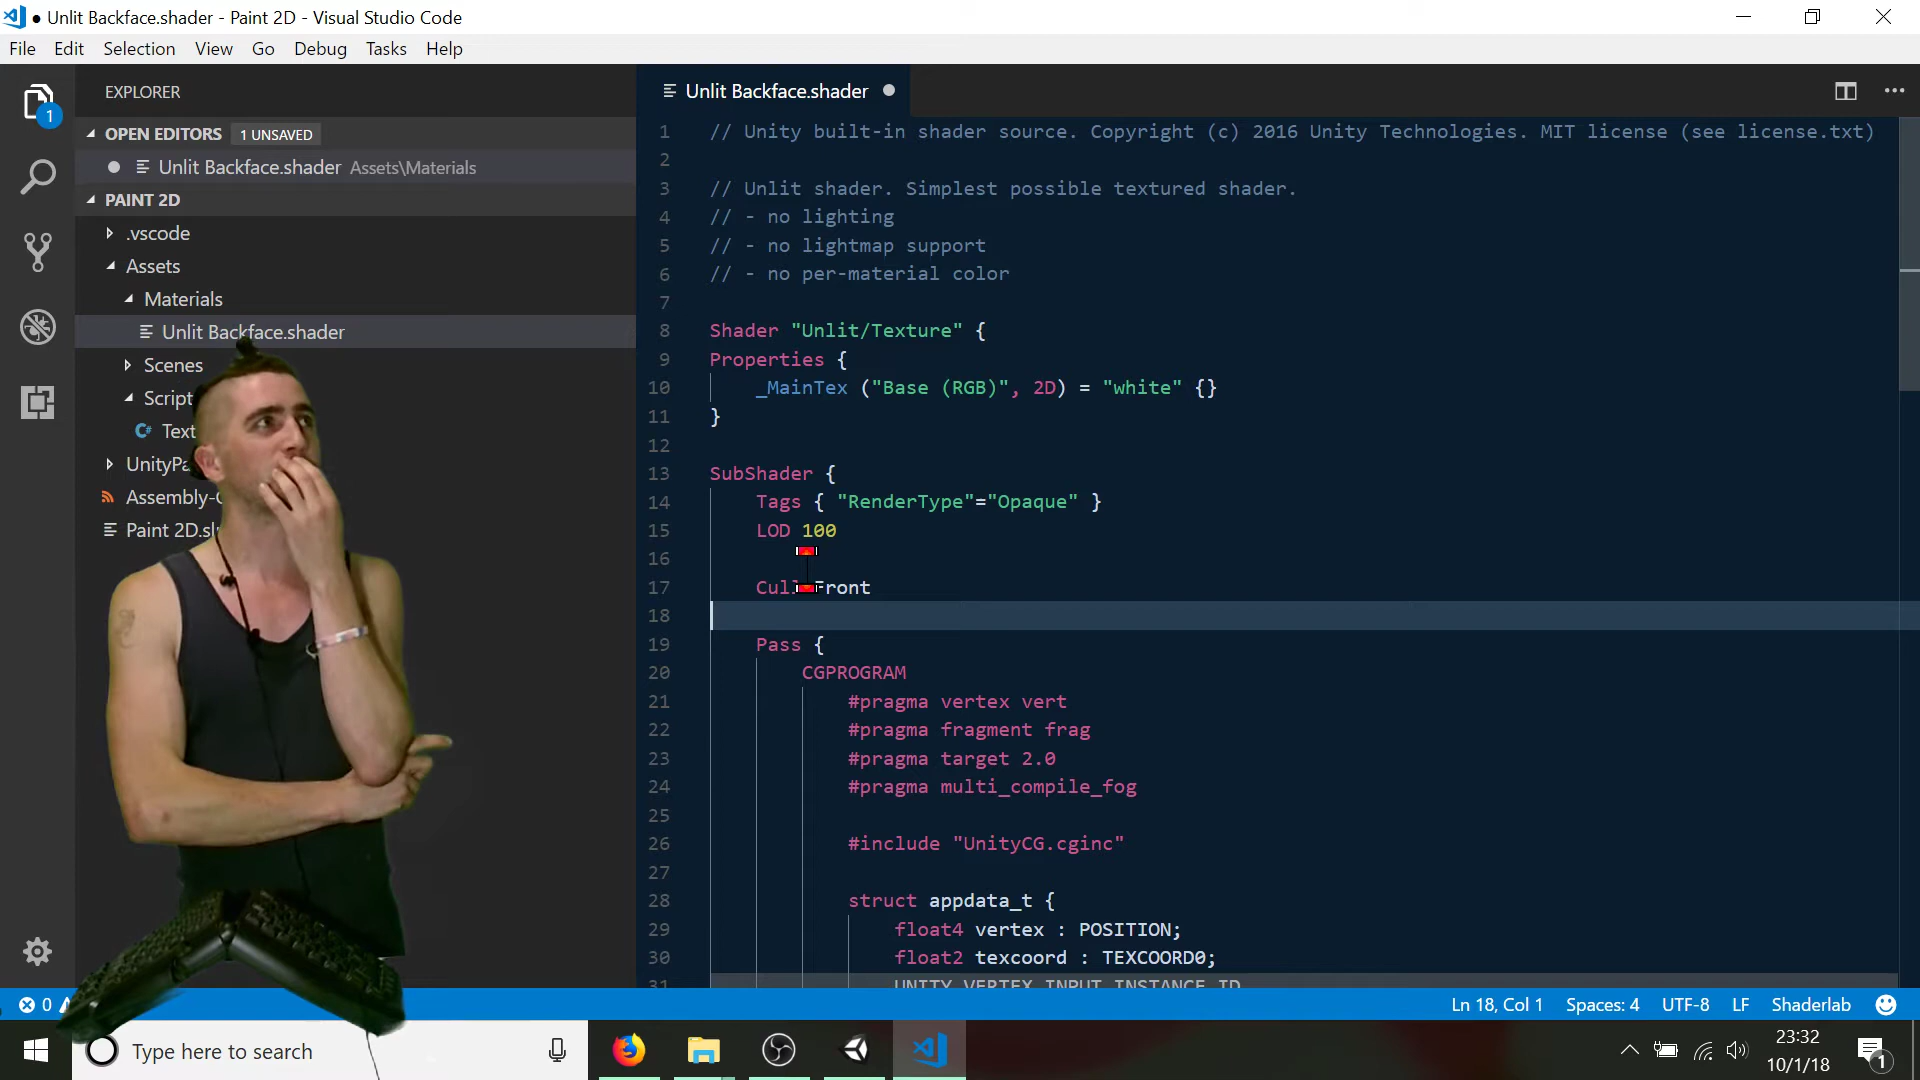 Unlit Backface.shader - Paint 2D - Visual Studio Code
File Edit Selection View Go Debug Tasks Help
EXPLORER
OPEN EDITORS 1 UNSAVED
Unlit Backface.shader Assets\Materials
PAINT 2D
.vscode
Assets
Materials
Unlit Backface.shader
Scenes
Script
Text
UnityPa
Assembly-C
Paint 2D.sl
Unlit Backface.shader
1 // Unity built-in shader source. Copyright (c) 2016 Unity Technologies. MIT license (see license.txt)
2
3 // Unlit shader. Simplest possible textured shader.
4 // - no lighting
5 // - no lightmap support
6 // - no per-material color
7
8 Shader "Unlit/Texture" {
9 Properties {
10 _MainTex ("Base (RGB)", 2D) = "white" {}
11 }
12
13 SubShader {
14 Tags { "RenderType"="Opaque" }
15 LOD 100
16
17 Cull Front
18
19 Pass {
20 CGPROGRAM
21 #pragma vertex vert
22 #pragma fragment frag
23 #pragma target 2.0
24 #pragma multi_compile_fog
25
26 #include "UnityCG.cginc"
27
28 struct appdata_t {
29 float4 vertex : POSITION;
30 float2 texcoord : TEXCOORD0;
31 UNITY_VERTEX_INPUT_INSTANCE_ID
1
0
Ln 18, Col 1 Spaces: 4 UTF-8 LF Shaderlab
Type here to search
23:32
10/1/18
1